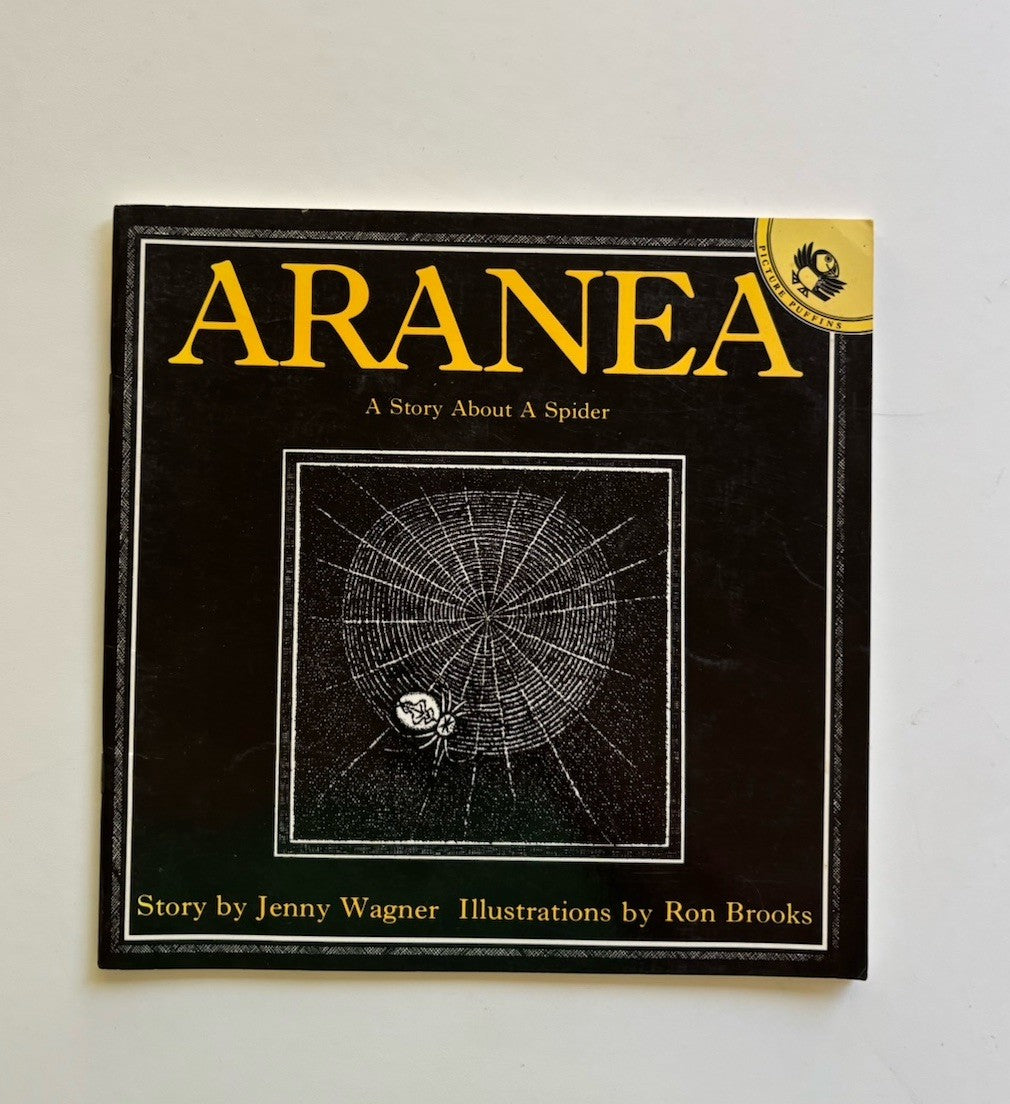 ARANEA
PICTURE PUFFINS
A Story About A Spider
Story by Jenny Wagner Illustrations by Ron Brooks